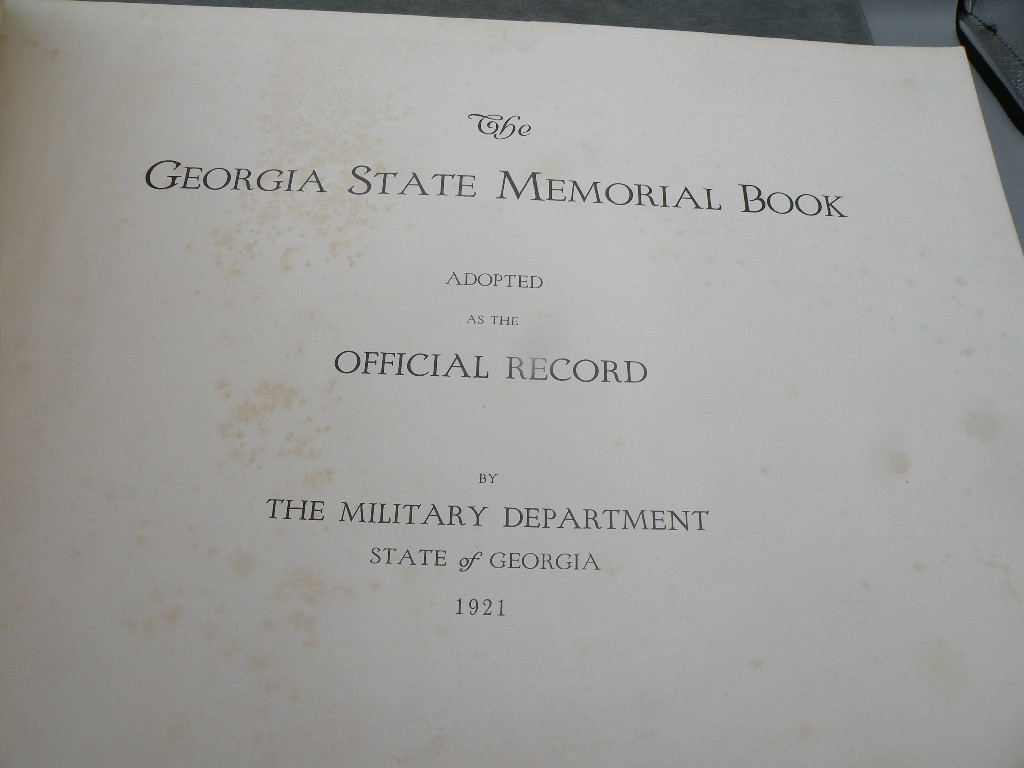 The
GEORGIA STATE MEMORIAL BOOK
ADOPTED
AS THE
OFFICIAL RECORD
BY
THE MILITARY DEPARTMENT
STATE of GEORGIA
1921